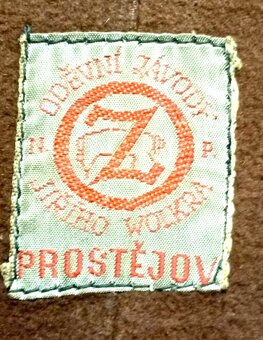 ODĚVNÍ ZÁVODY
N. P.
Z
JIŘÍHO WOLKRA
PROSTĚJOV